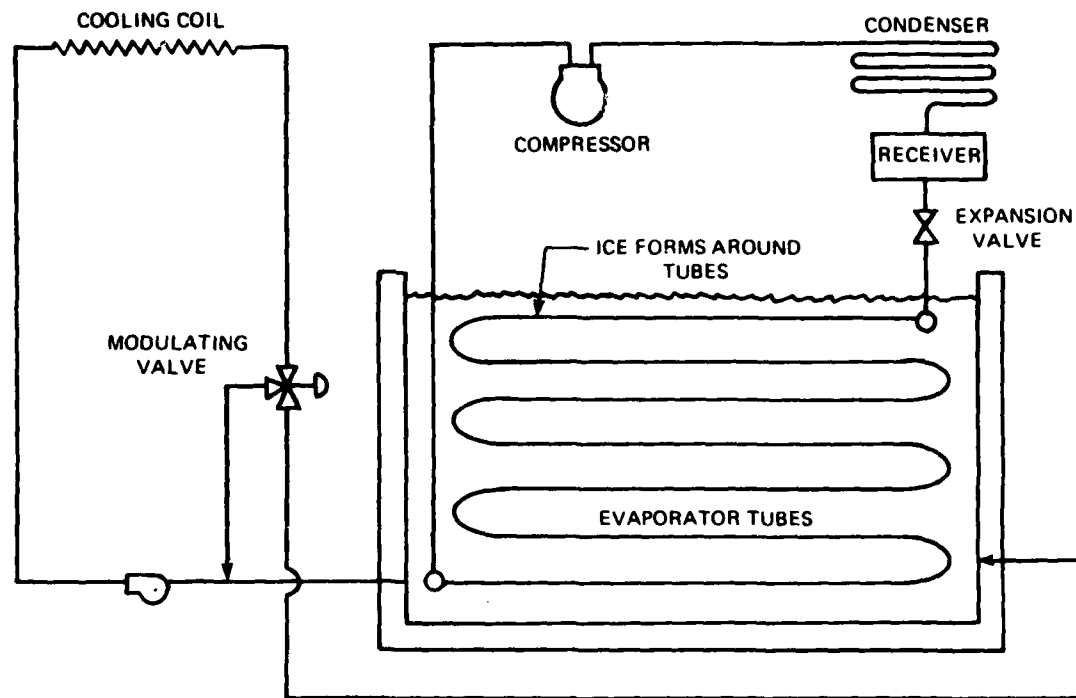 COOLING COIL
CONDENSER
COMPRESSOR
RECEIVER
EXPANSION
VALVE
ICE FORMS AROUND
TUBES
MODULATING
VALVE
EVAPORATOR TUBES